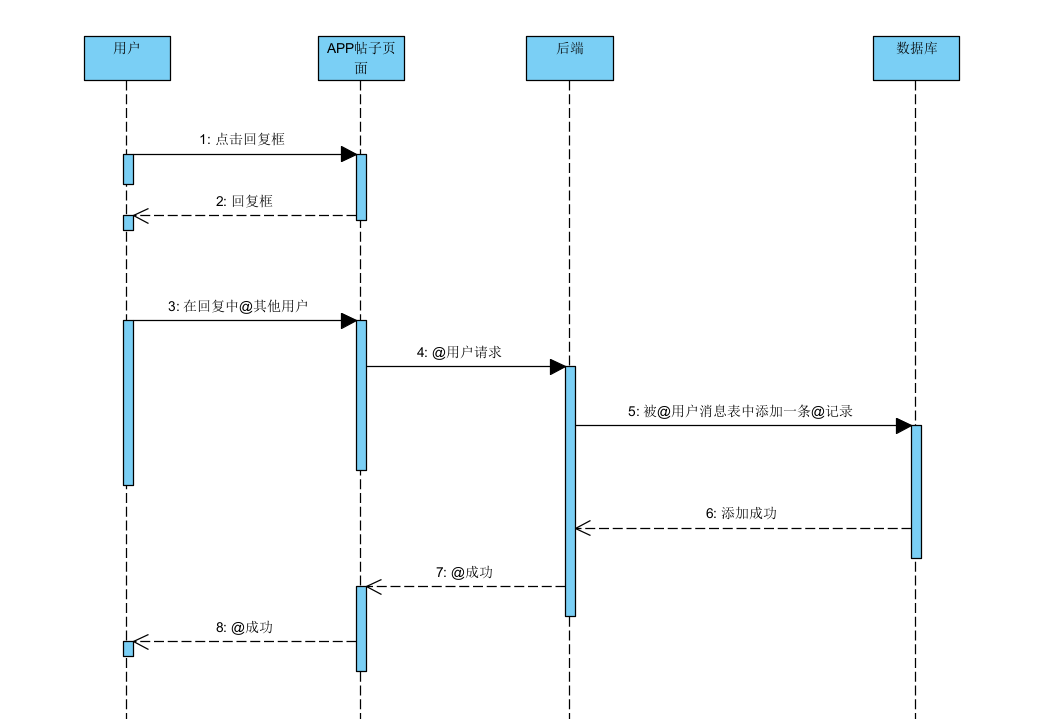 用户
APP帖子页
面
后端
数据库
1: 点击回复框
2: 回复框
3: 在回复中@其他用户
4: @用户请求
5: 被@用户消息表中添加一条@记录
6: 添加成功
7: @成功
8: @成功